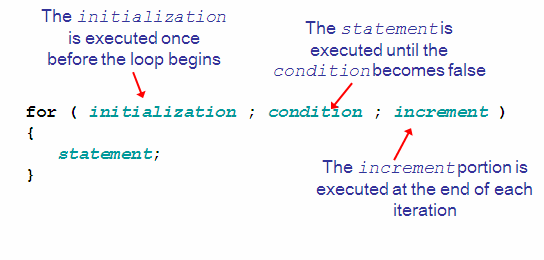 The initialization
is executed once
before the loop begins
The statement is
executed until the
condition becomes false
for ( initialization ; condition ; increment )
{
statement;
}
The increment portion is
executed at the end of each
iteration